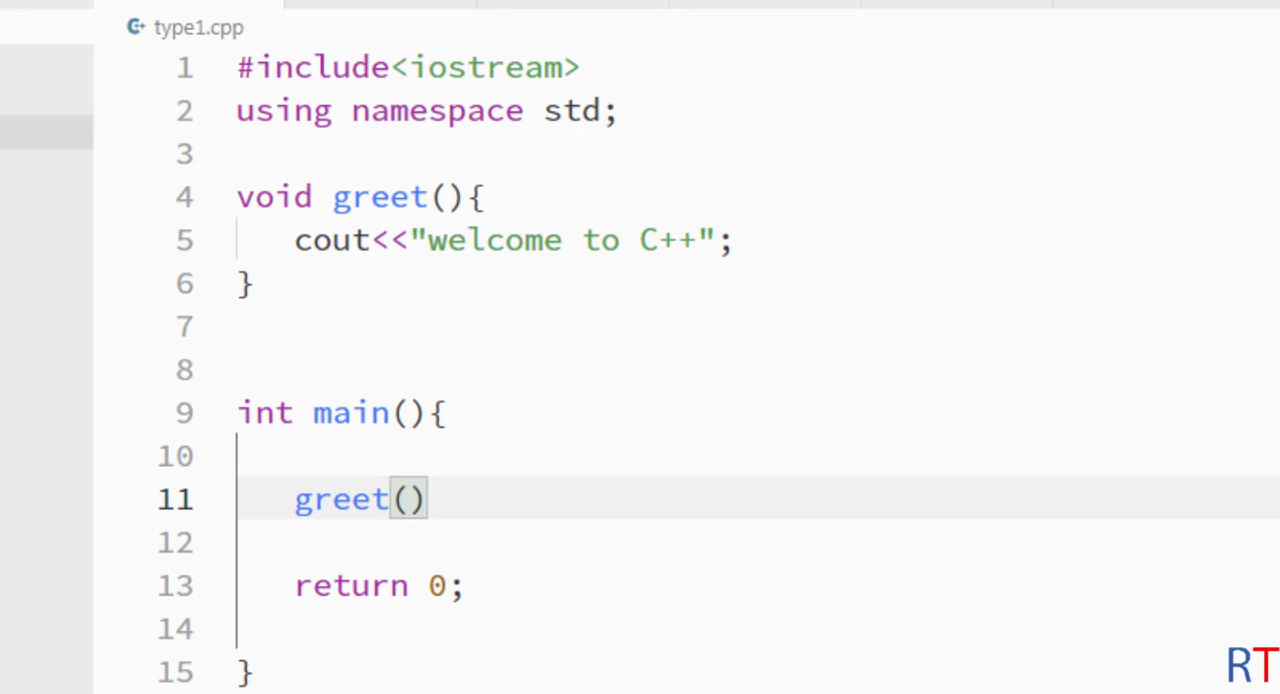 type1.cpp
1 #include<iostream>
2 using namespace std;
3
4 void greet(){
5 cout<<"welcome to C++";
6 }
7
8
9 int main(){
10
11 greet()
12
13 return 0;
14
15 }
RT